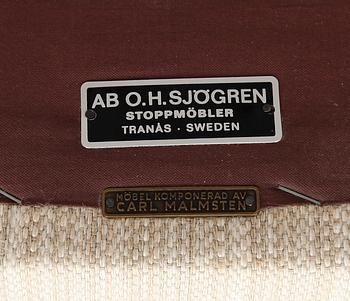 AB O.H. SJÖGREN
STOPPMÖBLER
TRANÅS · SWEDEN
MÖBEL KOMPONERAD AV
CARL MALMSTEN